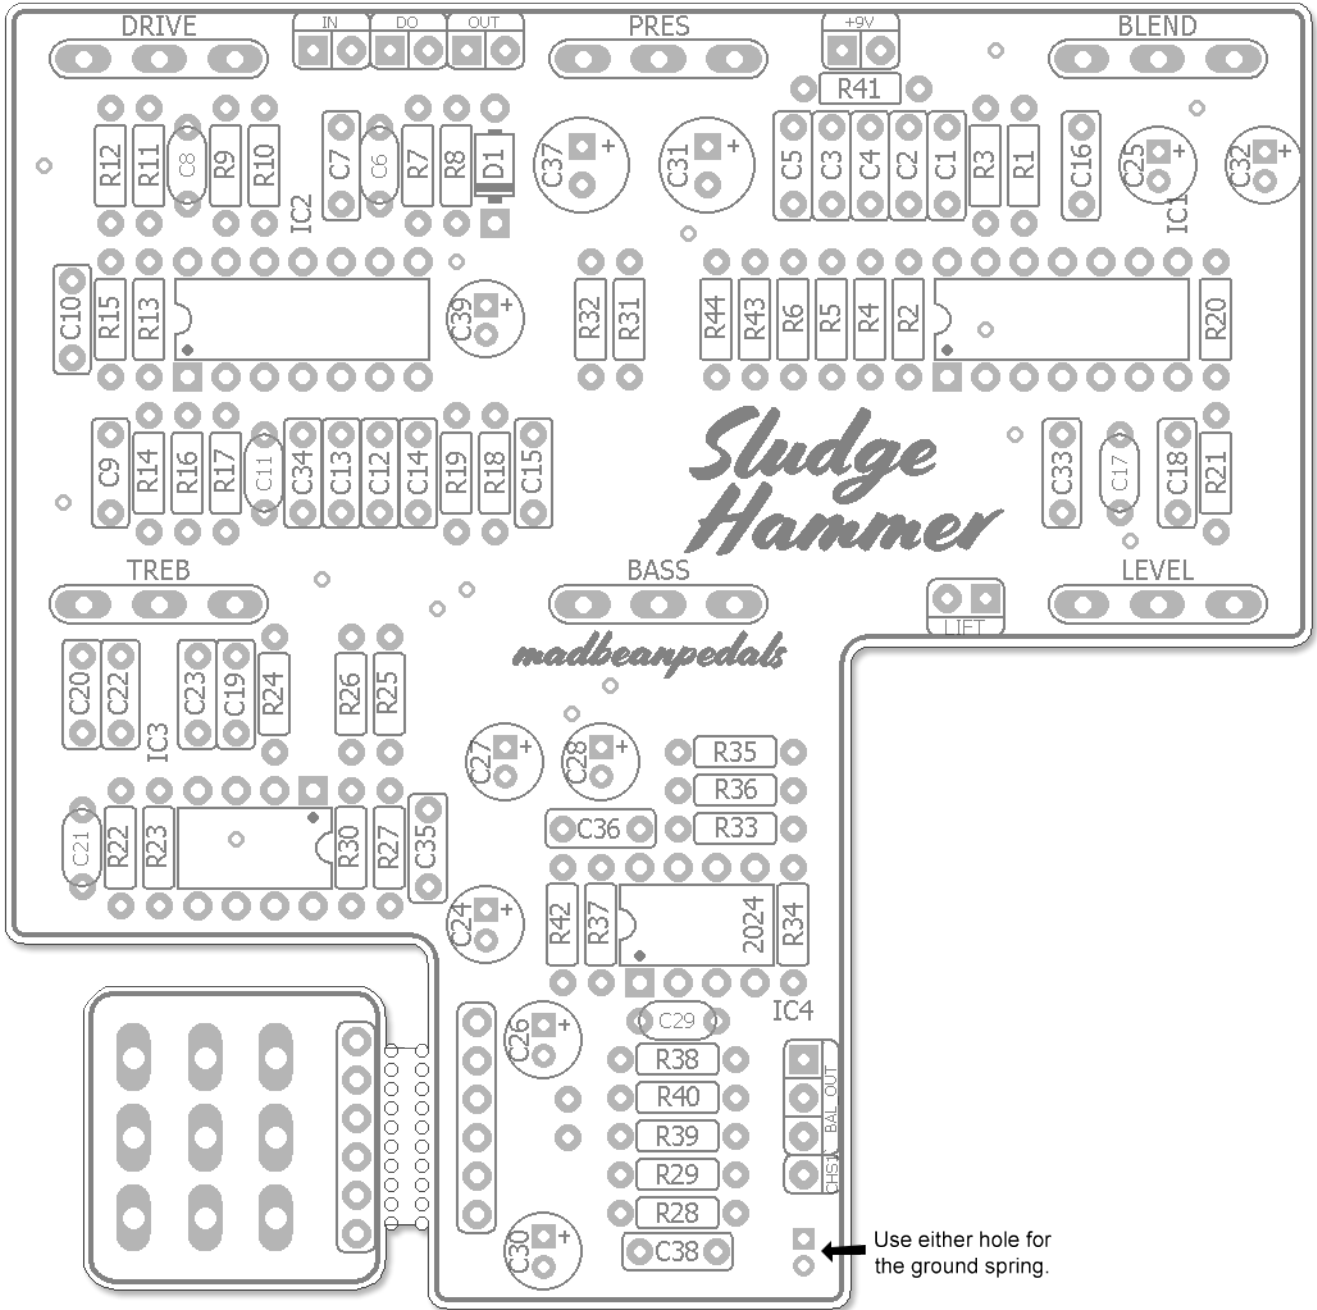 DRIVE
IN
DO
OUT
PRES
+9V
BLEND
R41
R12
R11
C8
R9
R10
C7
C6
R7
R8
D1
C37
+
C31
+
C5
C3
C4
C2
C1
R3
R1
C16
C25
+
C32
+
IC2
IC1
C10
R15
R13
C39
+
R32
R31
R44
R43
R6
R5
R4
R2
R20
C9
R14
R16
R17
C11
C34
C13
C12
C14
R19
R18
C15
Sludge
Hammer
C33
C17
C18
R21
TREB
BASS
LEVEL
LIFT
madbeanpedals
C20
C22
C23
C19
R24
R26
R25
IC3
C27
+
C28
+
R35
R36
C36
R33
C21
R22
R23
R30
R27
C35
C24
+
R42
R37
2024
R34
IC4
C26
+
C29
R38
R40
R39
R29
R28
C38
BAL OUT
CHS1
C30
+
Use either hole for
the ground spring.